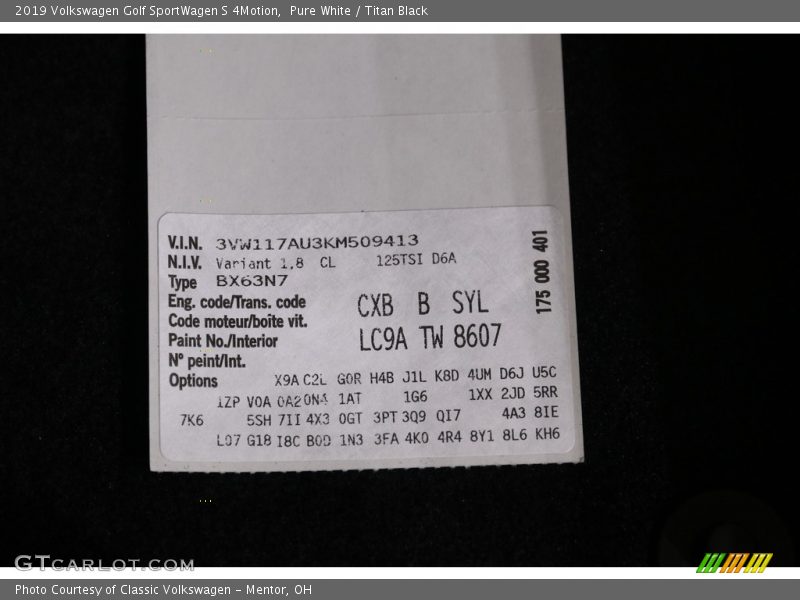 2019 Volkswagen Golf SportWagen S 4Motion, Pure White / Titan Black
V.I.N. 3VW117AU3KM509413
N.I.V. Variant 1.8 CL 125TSI D6A
Type BX63N7
Eng. code/Trans. code
Code moteur/boîte vit.
CXB B SYL
Paint No./Interior
N° peint/Int.
LC9A TW 8607
Options X9A C2L G0R H4B J1L K8D 4UM D6J U5C
1ZP V0A 0A2 0N4 1AT 1G6 1XX 2JD 5RR
7K6 5SH 7II 4X3 0GT 3PT 3Q9 QI7 4A3 8IE
L07 G18 I8C B0D 1N3 3FA 4K0 4R4 8Y1 8L6 KH6
175 000 401
GTCARLOT.COM
Photo Courtesy of Classic Volkswagen - Mentor, OH